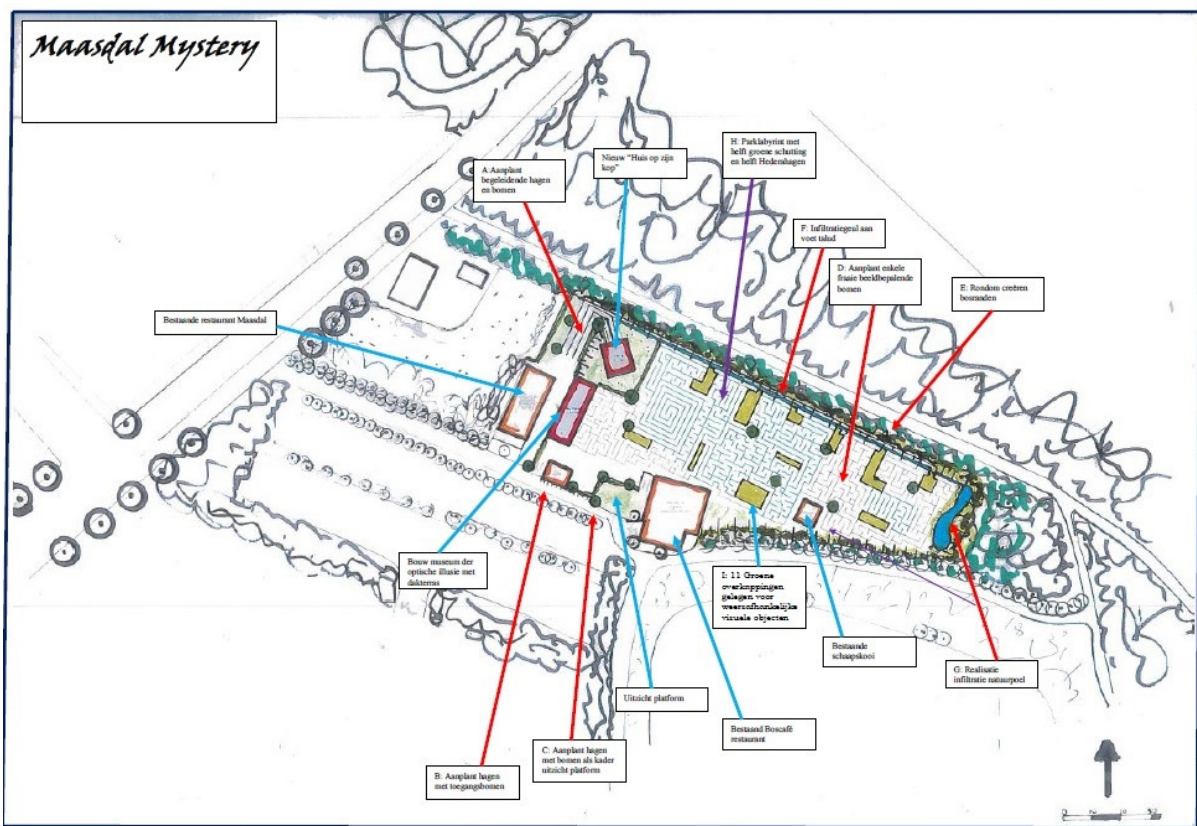 Maasdal Mystery
H: Parklabyrint met
helft groene schutting
en helft Hederahagen
Nieuw "Huis op zijn
kop"
A:Aanplant
begeleidende hagen
en bomen
F: Infiltratiegeul aan
voet talud
D: Aanplant enkele
fraaie beeldbepalende
bomen
E: Rondom creëren
bosranden
Bestaande restaurant Maasdal
Bouw museum der
optische illusie met
dakterras
I: 11 Groene
overkappingen
gelegen voor
weersafhankelijke
visuele objecten
Bestaande
schaapskooi
G: Realisatie
infiltratie natuurpoel
Uitzicht platform
Bestaand Boscafé
restaurant
C: Aanplant hagen
met bomen als kader
uitzicht platform
B: Aanplant hagen
met toegangsbomen